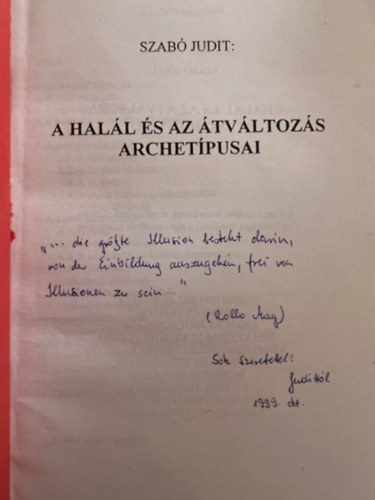 SZABÓ JUDIT:
A HALÁL ÉS AZ ÁTVÁLTOZÁS
ARCHETÍPUSAI
"... die größte Illusion besteht darin,
von der Einbildung auszugehen, frei von
Illusionen zu sein..."
(Rollo May)
Sok szeretettel:
Judittól
1999. okt.